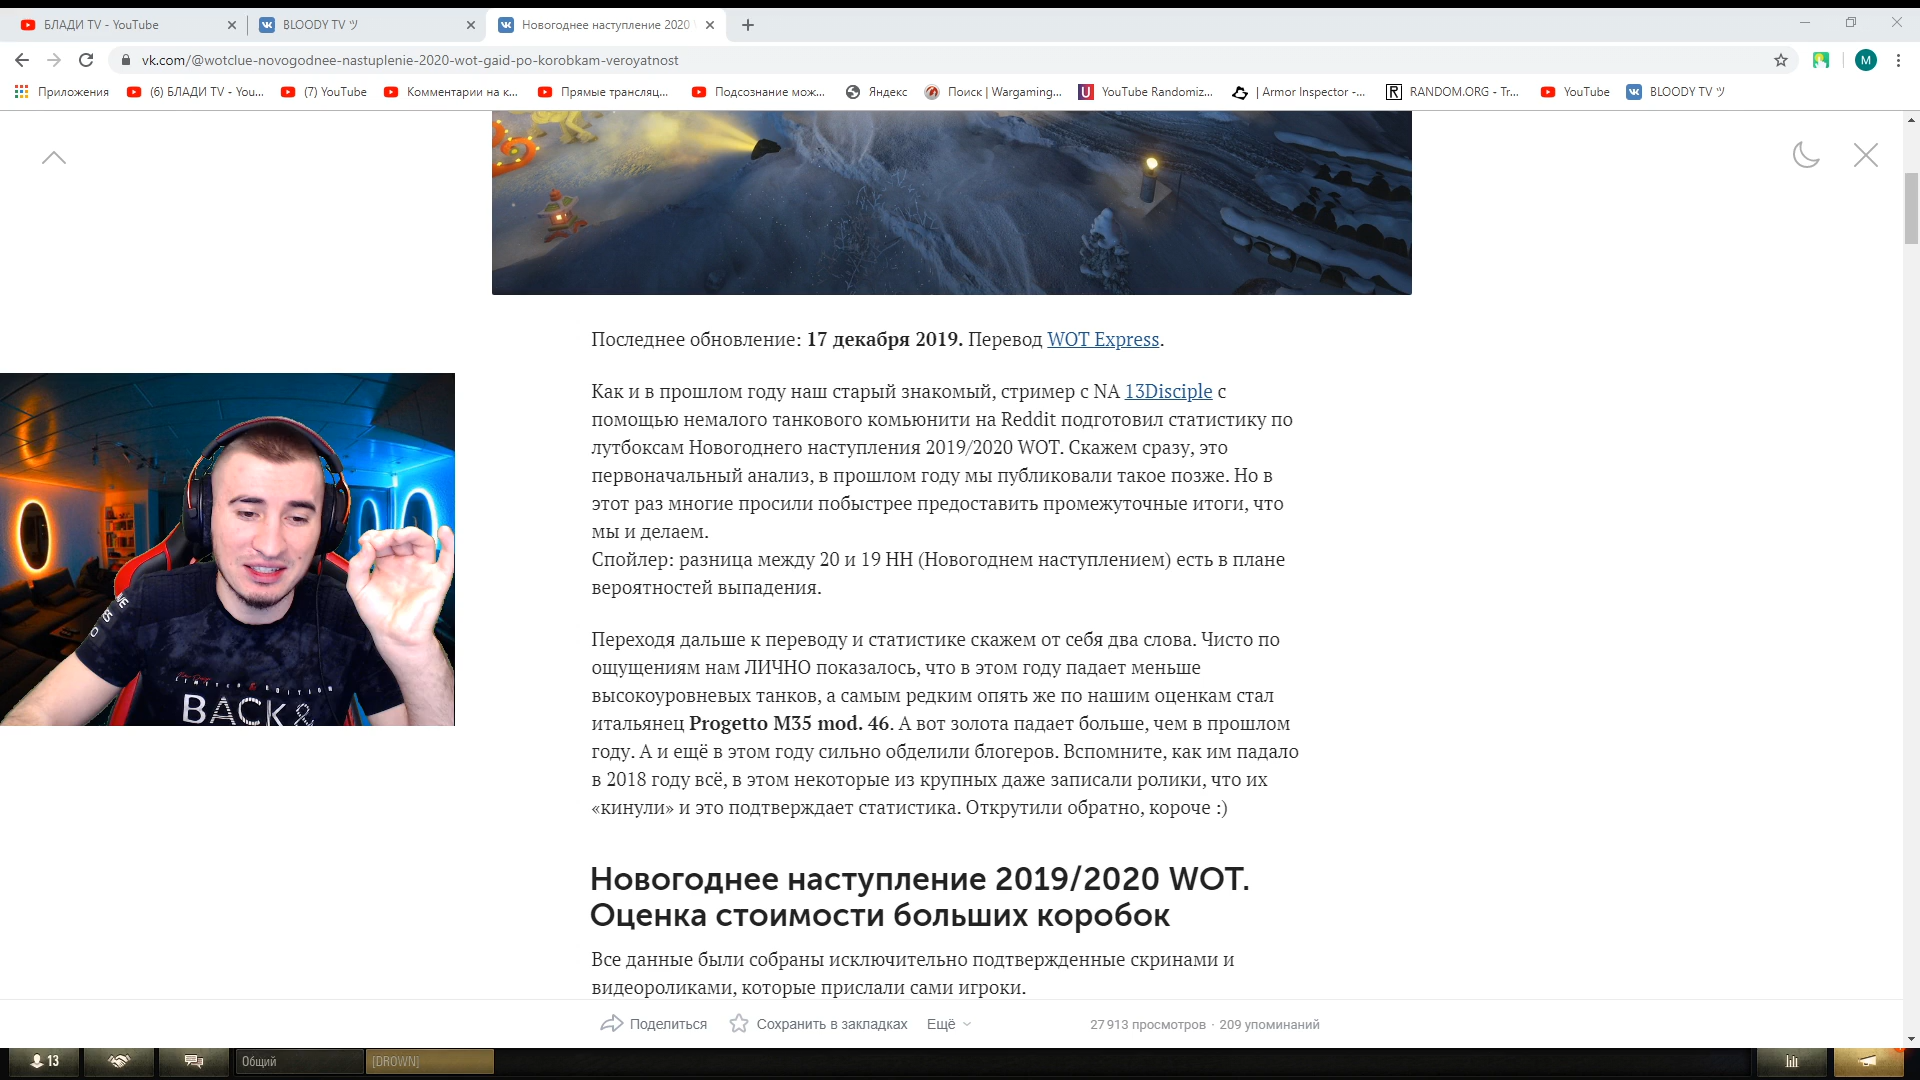 БЛАДИ TV - YouTube
BLOODY TV ツ
Новогоднее наступление 2020
vk.com/@wotclue-novogodnee-nastuplenie-2020-wot-gaid-po-korobkam-veroyatnost
M
Приложения
(6) БЛАДИ TV - You...
(7) YouTube
Комментарии на к...
Прямые трансляц...
Подсознание мож...
Яндекс
Поиск | Wargaming...
YouTube Randomiz...
| Armor Inspector -...
RANDOM.ORG - Tr...
YouTube
BLOODY TV ツ
Последнее обновление: 17 декабря 2019. Перевод WOT Express.
Как и в прошлом году наш старый знакомый, стример с NA 13Disciple с
помощью немалого танкового комьюнити на Reddit подготовил статистику по
лутбоксам Новогоднего наступления 2019/2020 WOT. Скажем сразу, это
первоначальный анализ, в прошлом году мы публиковали такое позже. Но в
этот раз многие просили побыстрее предоставить промежуточные итоги, что
мы и делаем.
Спойлер: разница между 20 и 19 НН (Новогоднем наступлением) есть в плане
вероятностей выпадения.
Переходя дальше к переводу и статистике скажем от себя два слова. Чисто по
ощущениям нам ЛИЧНО показалось, что в этом году падает меньше
высокоуровневых танков, а самым редким опять же по нашим оценкам стал
итальянец Progetto M35 mod. 46. А вот золота падает больше, чем в прошлом
году. А и ещё в этом году сильно обделили блогеров. Вспомните, как им падало
в 2018 году всё, в этом некоторые из крупных даже записали ролики, что их
«кинули» и это подтверждает статистика. Открутили обратно, короче :)
LIMITED EDITION
BACK &
Новогоднее наступление 2019/2020 WOT.
Оценка стоимости больших коробок
Все данные были собраны исключительно подтвержденные скринами и
видеороликами, которые прислали сами игроки.
Поделиться
Сохранить в закладках
Ещё
27 913 просмотров · 209 упоминаний
13
Общий
[DROWN]